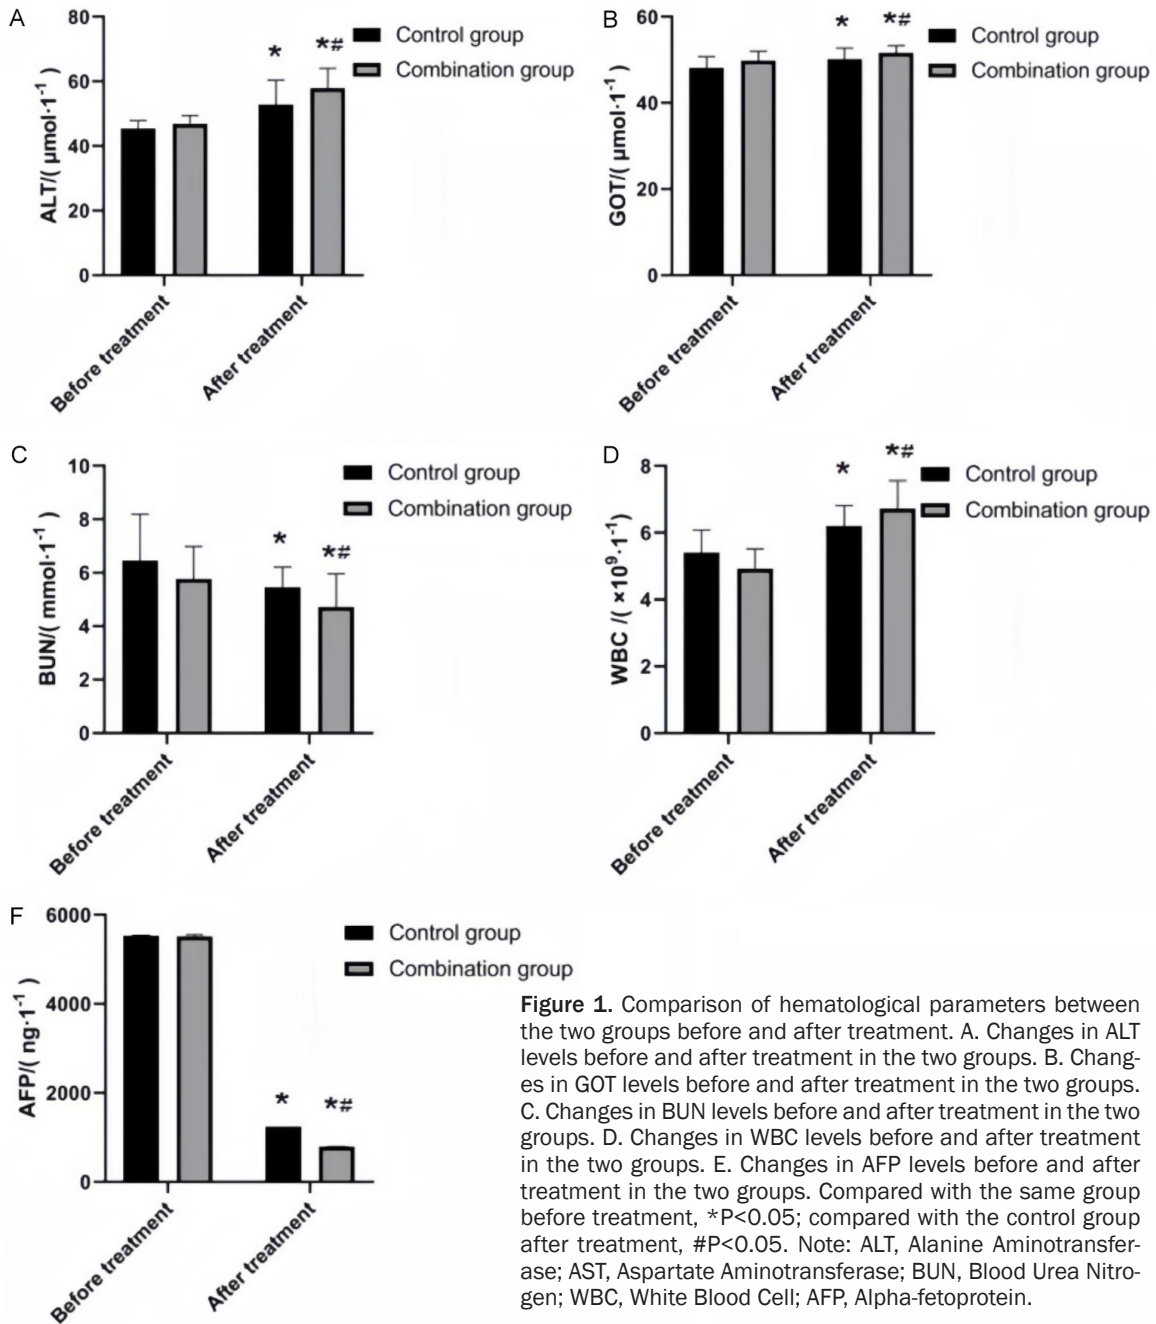 A
80
60
40
20
0
ALT/( µmol·1⁻¹ )
* *#
Control group
Combination group
Before treatment
After treatment
B
60
40
20
0
GOT/( µmol·1⁻¹ )
* *#
Control group
Combination group
Before treatment
After treatment
C
10
8
6
4
2
0
BUN/( mmol·1⁻¹ )
* *#
Control group
Combination group
Before treatment
After treatment
D
8
6
4
2
0
WBC /( ×10⁹·1⁻¹)
* *#
Control group
Combination group
Before treatment
After treatment
F
6000
4000
2000
0
AFP/( ng·1⁻¹ )
* *#
Control group
Combination group
Before treatment
After treatment
Figure 1. Comparison of hematological parameters between
the two groups before and after treatment. A. Changes in ALT
levels before and after treatment in the two groups. B. Chang-
es in GOT levels before and after treatment in the two groups.
C. Changes in BUN levels before and after treatment in the two
groups. D. Changes in WBC levels before and after treatment
in the two groups. E. Changes in AFP levels before and after
treatment in the two groups. Compared with the same group
before treatment, *P<0.05; compared with the control group
after treatment, #P<0.05. Note: ALT, Alanine Aminotransfer-
ase; AST, Aspartate Aminotransferase; BUN, Blood Urea Nitro-
gen; WBC, White Blood Cell; AFP, Alpha-fetoprotein.